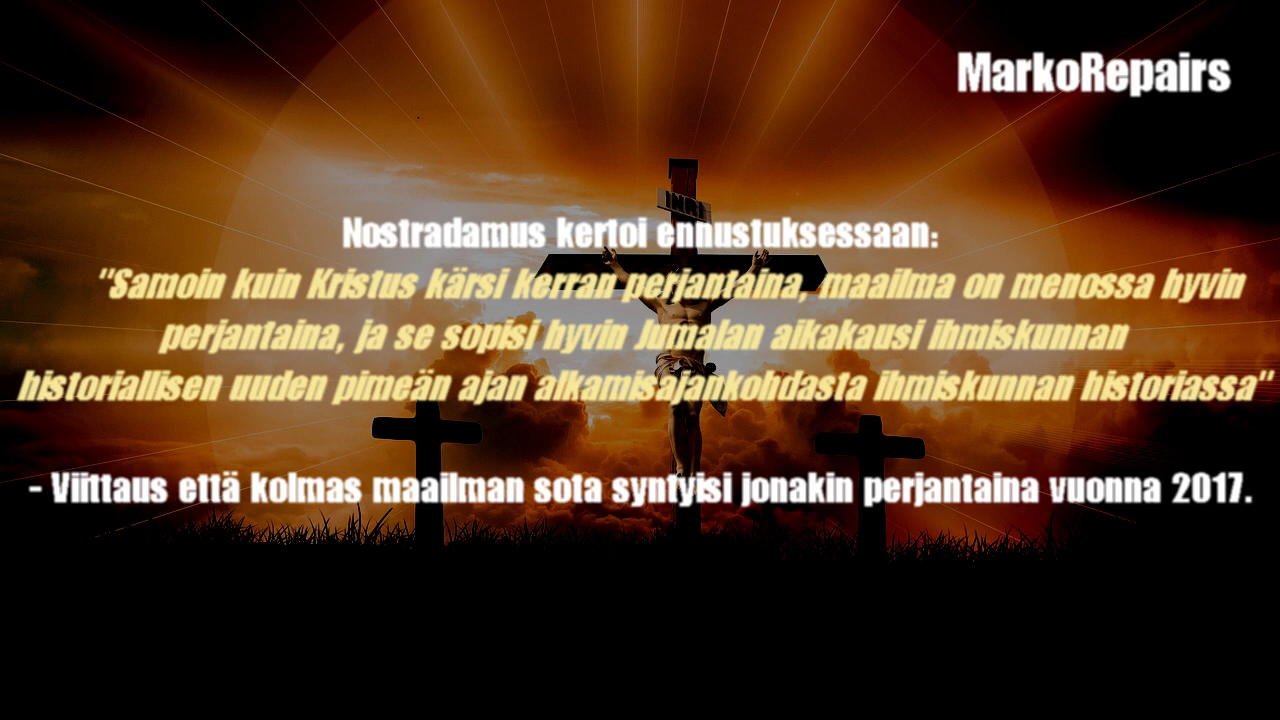 MarkoRepairs
INRI
Nostradamus kertoi ennustuksessaan:
"Samoin kuin Kristus kärsi kerran perjantaina, maailma on menossa hyvin
perjantaina, ja se sopisi hyvin Jumalan aikakausi ihmiskunnan
historiallisen uuden pimeän ajan alkamisajankohdasta ihmiskunnan historiassa"
- Viittaus että kolmas maailman sota syntyisi jonakin perjantaina vuonna 2017.